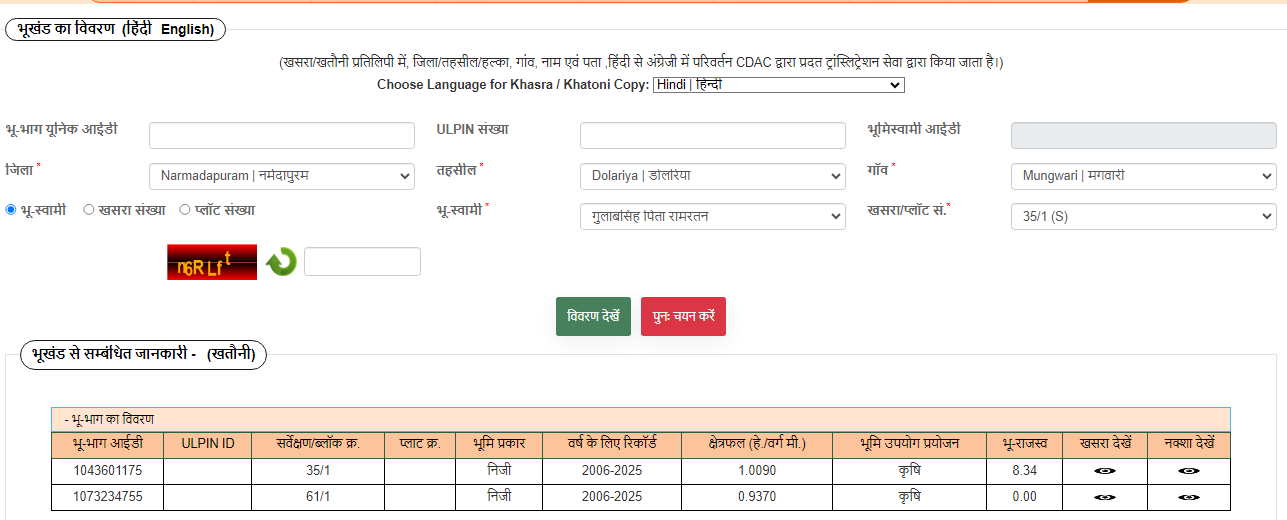 भूखंड का विवरण (हिंदी English)
(खसरा/खतौनी प्रतिलिपी में, जिला/तहसील/हल्का, गांव, नाम एवं पता ,हिंदी से अंग्रेजी में परिवर्तन CDAC द्वारा प्रदत ट्रांस्लिट्रेशन सेवा द्वारा किया जाता है।)
Choose Language for Khasra / Khatoni Copy: Hindi | हिन्दी
भू-भाग यूनिक आईडी ULPIN संख्या भूमिस्वामी आईडी
जिला * Narmadapuram | नर्मदापुरम तहसील * Dolariya | डोलरिया गाँव * Mungwari | मगवारी
भू-स्वामी खसरा संख्या प्लॉट संख्या भू-स्वामी * गुलाबसिंह पिता रामरतन खसरा/प्लॉट सं.* 35/1 (S)
n6RLft
विवरण देखें पुनः चयन करें
भूखंड से सम्बंधित जानकारी - (खतौनी)
- भू-भाग का विवरण
भू-भाग आईडी ULPIN ID सर्वेक्षण/ब्लॉक क्र. प्लाट क्र. भूमि प्रकार वर्ष के लिए रिकॉर्ड क्षेत्रफल (हे./वर्ग मी.) भूमि उपयोग प्रयोजन भू-राजस्व खसरा देखें नक्शा देखें
1043601175 35/1 निजी 2006-2025 1.0090 कृषि 8.34
1073234755 61/1 निजी 2006-2025 0.9370 कृषि 0.00